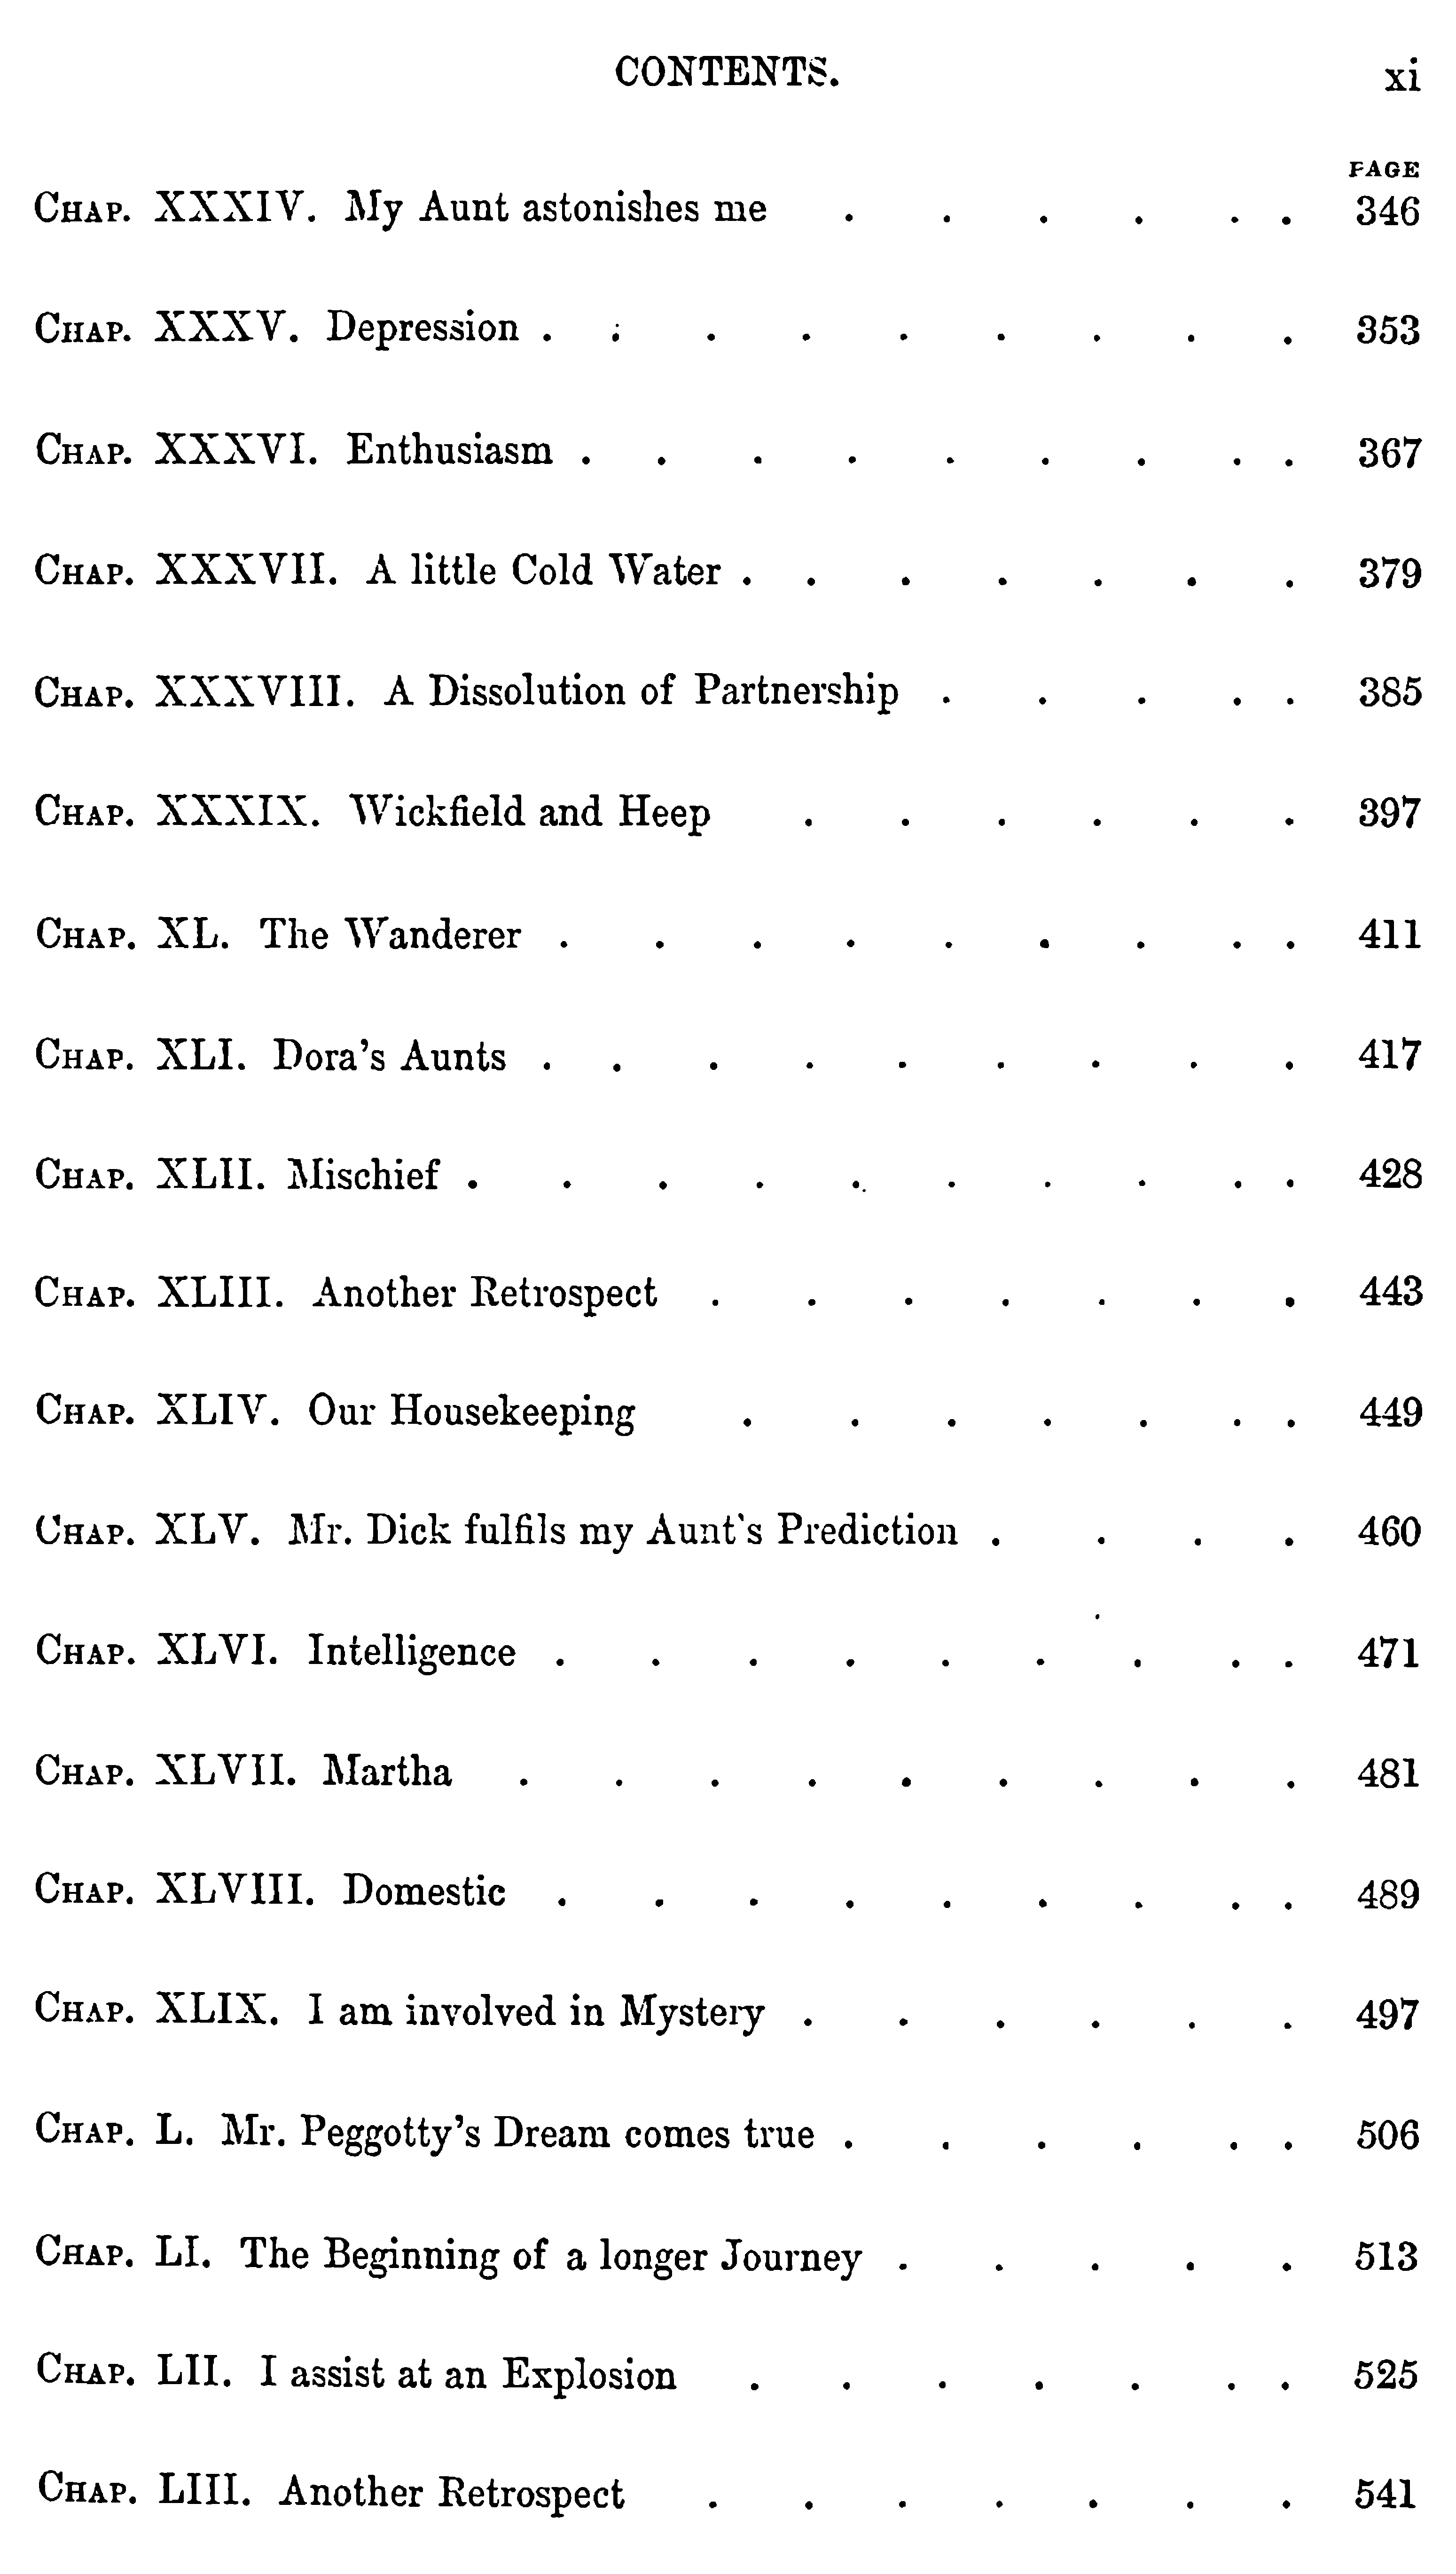 CONTENTS. xi
PAGE
CHAP. XXXIV. My Aunt astonishes me . . . . . . 346
CHAP. XXXV. Depression . . . . . . . . . 353
CHAP. XXXVI. Enthusiasm . . . . . . . . . 367
CHAP. XXXVII. A little Cold Water . . . . . . . 379
CHAP. XXXVIII. A Dissolution of Partnership . . . . . 385
CHAP. XXXIX. Wickfield and Heep . . . . . . 397
CHAP. XL. The Wanderer . . . . . . . . . 411
CHAP. XLI. Dora's Aunts . . . . . . . . . 417
CHAP. XLII. Mischief . . . . . . . . . . 428
CHAP. XLIII. Another Retrospect . . . . . . . 443
CHAP. XLIV. Our Housekeeping . . . . . . . 449
CHAP. XLV. Mr. Dick fulfils my Aunt's Prediction . . . . 460
CHAP. XLVI. Intelligence . . . . . . . . . 471
CHAP. XLVII. Martha . . . . . . . . . 481
CHAP. XLVIII. Domestic . . . . . . . . . 489
CHAP. XLIX. I am involved in Mystery . . . . . . 497
CHAP. L. Mr. Peggotty's Dream comes true . . . . . . 506
CHAP. LI. The Beginning of a longer Journey . . . . . 513
CHAP. LII. I assist at an Explosion . . . . . . . 525
CHAP. LIII. Another Retrospect . . . . . . . 541